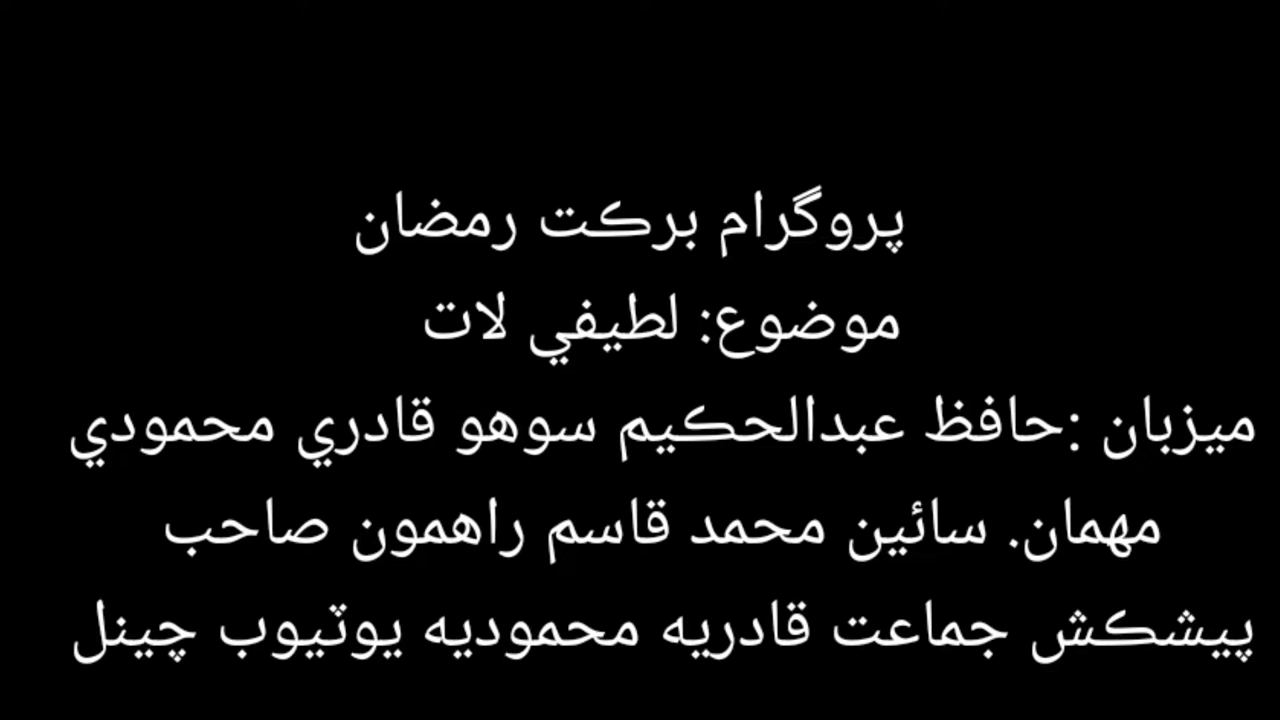 پروگرام برڪت رمضان
موضوع: لطيفي لات
ميزبان :حافظ عبدالحڪيم سوهو قادري محمودي
مهمان. سائين محمد قاسم راهمون صاحب
پيشڪش جماعت قادريه محموديه يوٽيوب چينل